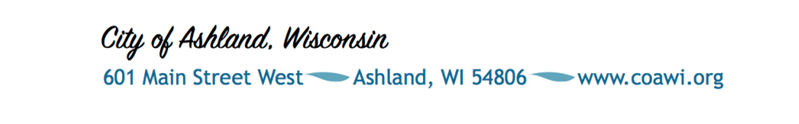 City of Ashland, Wisconsin
601 Main Street West Ashland, WI 54806 www.coawi.org